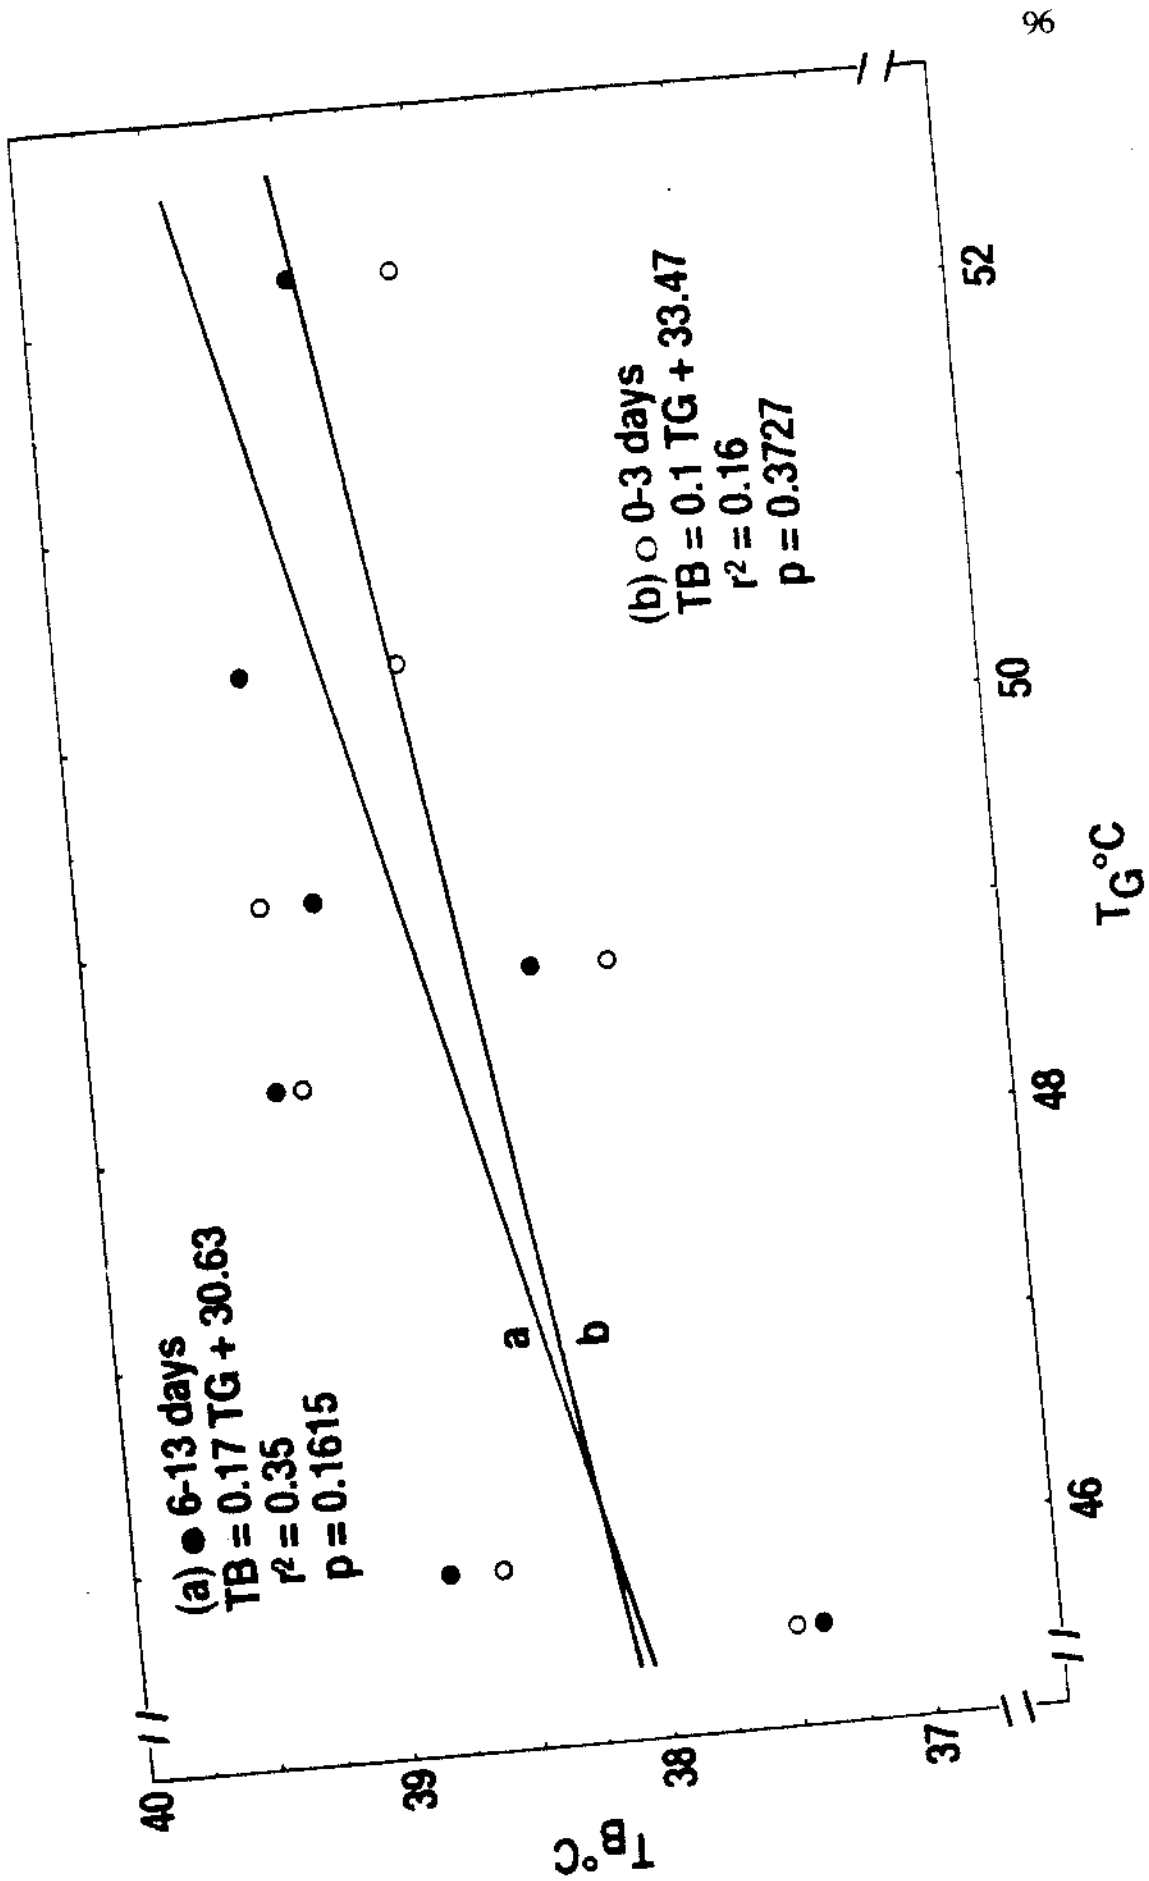 96
(a) ● 6-13 days
TB = 0.17 TG + 30.63
r² = 0.35
p = 0.1615
(b) ○ 0-3 days
TB = 0.1 TG + 33.47
r² = 0.16
p = 0.3727
a
b
40
39
38
37
TB°C
46
48
50
52
TG°C